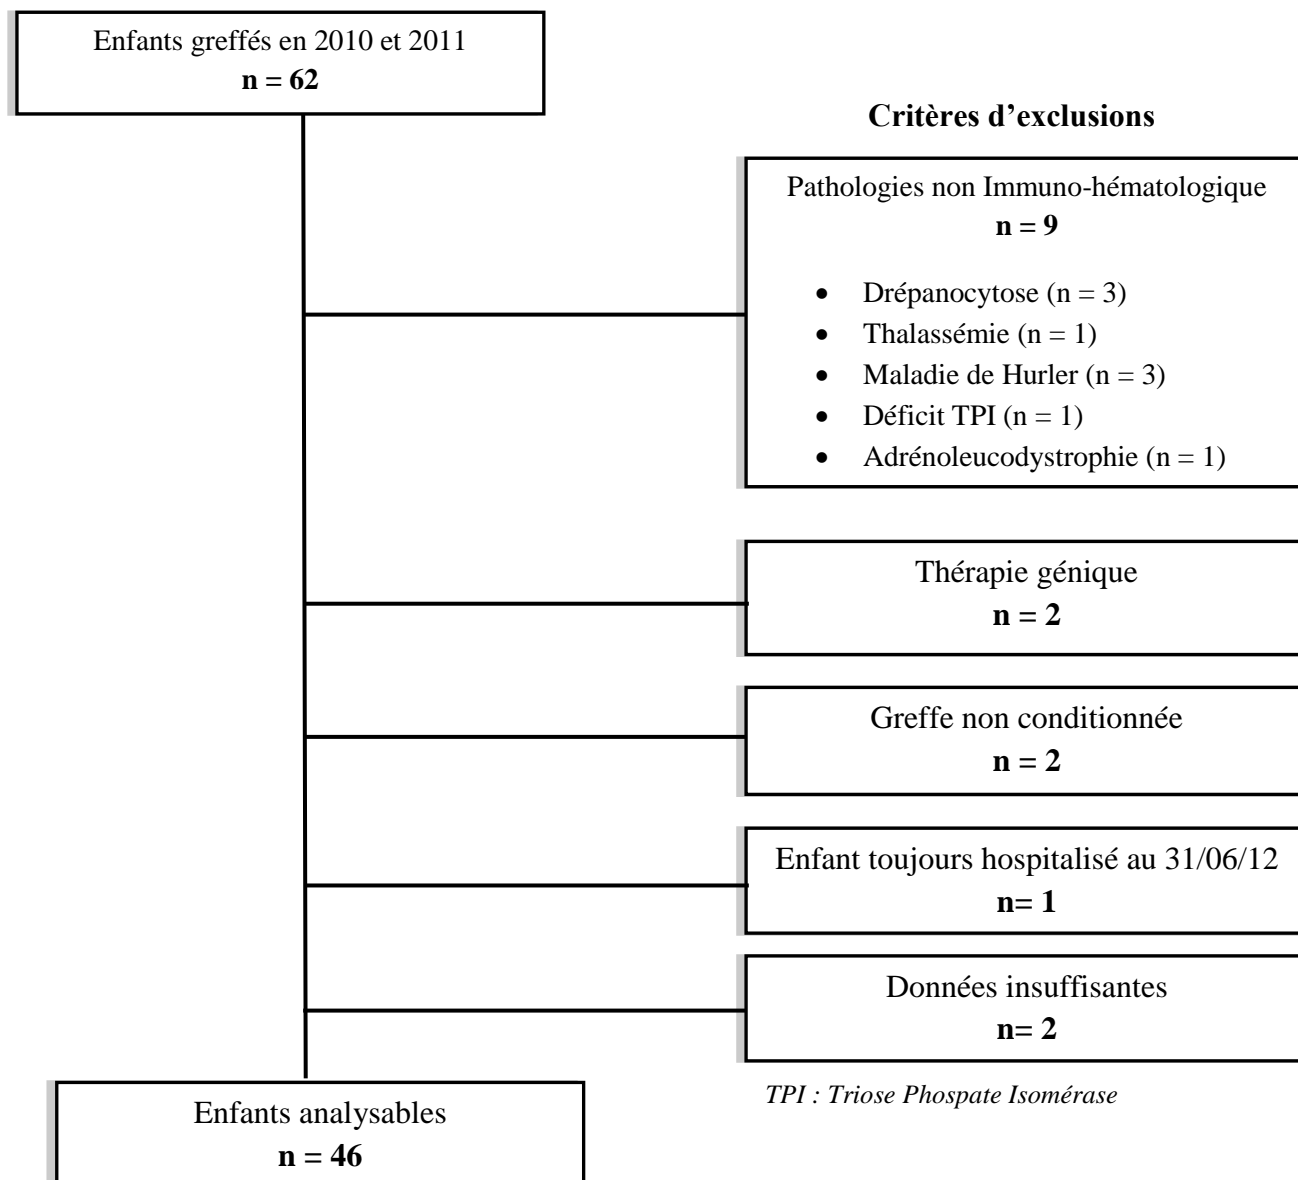 Enfants greffés en 2010 et 2011
n = 62
Critères d’exclusions
Pathologies non Immuno-hématologique
n = 9
• Drépanocytose (n = 3)
• Thalassémie (n = 1)
• Maladie de Hurler (n = 3)
• Déficit TPI (n = 1)
• Adrénoleucodystrophie (n = 1)
Thérapie génique
n = 2
Greffe non conditionnée
n = 2
Enfant toujours hospitalisé au 31/06/12
n= 1
Données insuffisantes
n= 2
TPI : Triose Phospate Isomérase
Enfants analysables
n = 46